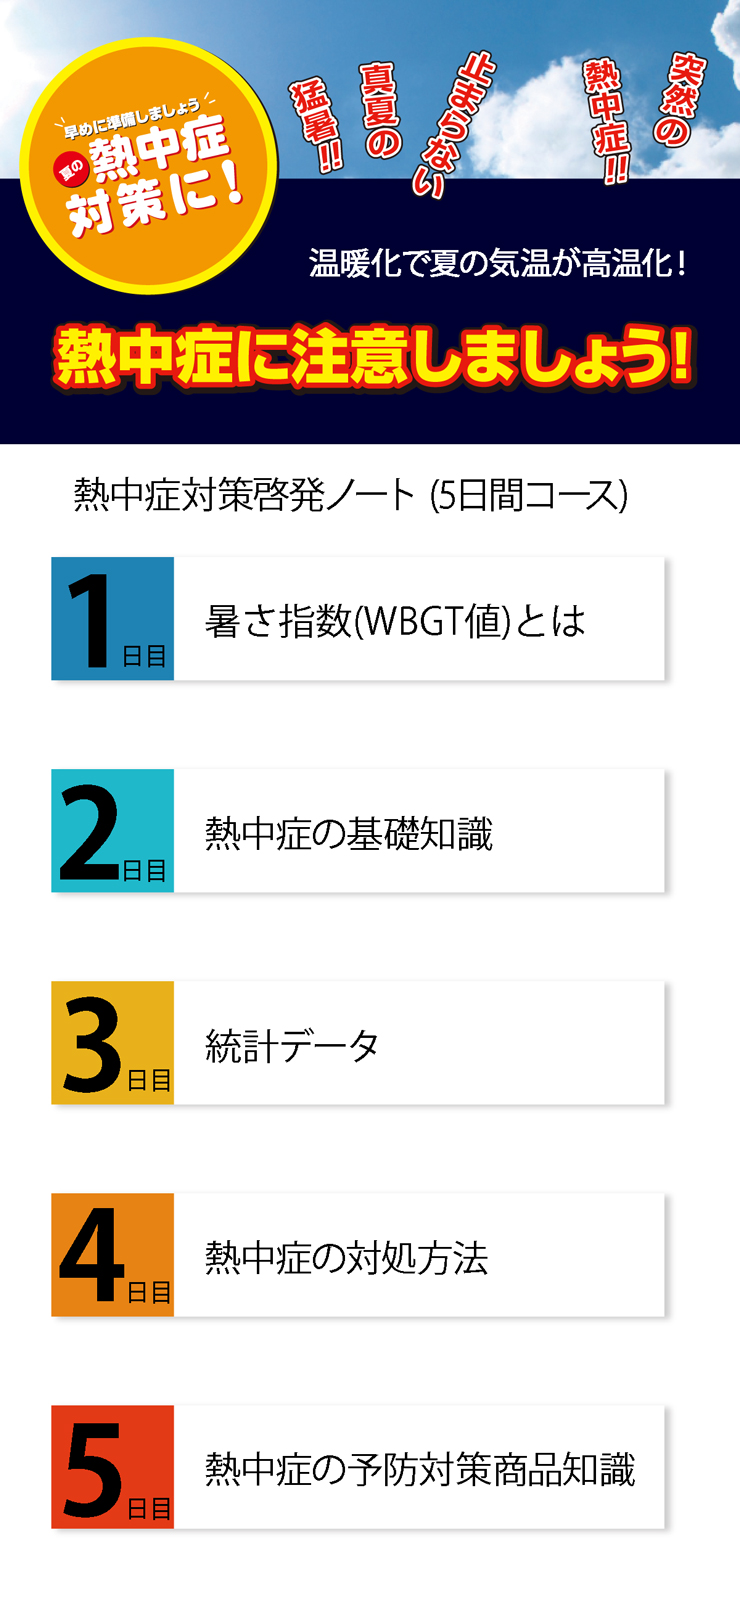 早めに準備しましょう
夏の
熱中症
対策に!
猛暑!!
真夏の
止まらない
熱中症!!
突然の
温暖化で夏の気温が高温化!
熱中症に注意しましょう!
熱中症対策啓発ノート (5日間コース)
1日目
暑さ指数(WBGT値)とは
2日目
熱中症の基礎知識
3日目
統計データ
4日目
熱中症の対処方法
5日目
熱中症の予防対策商品知識